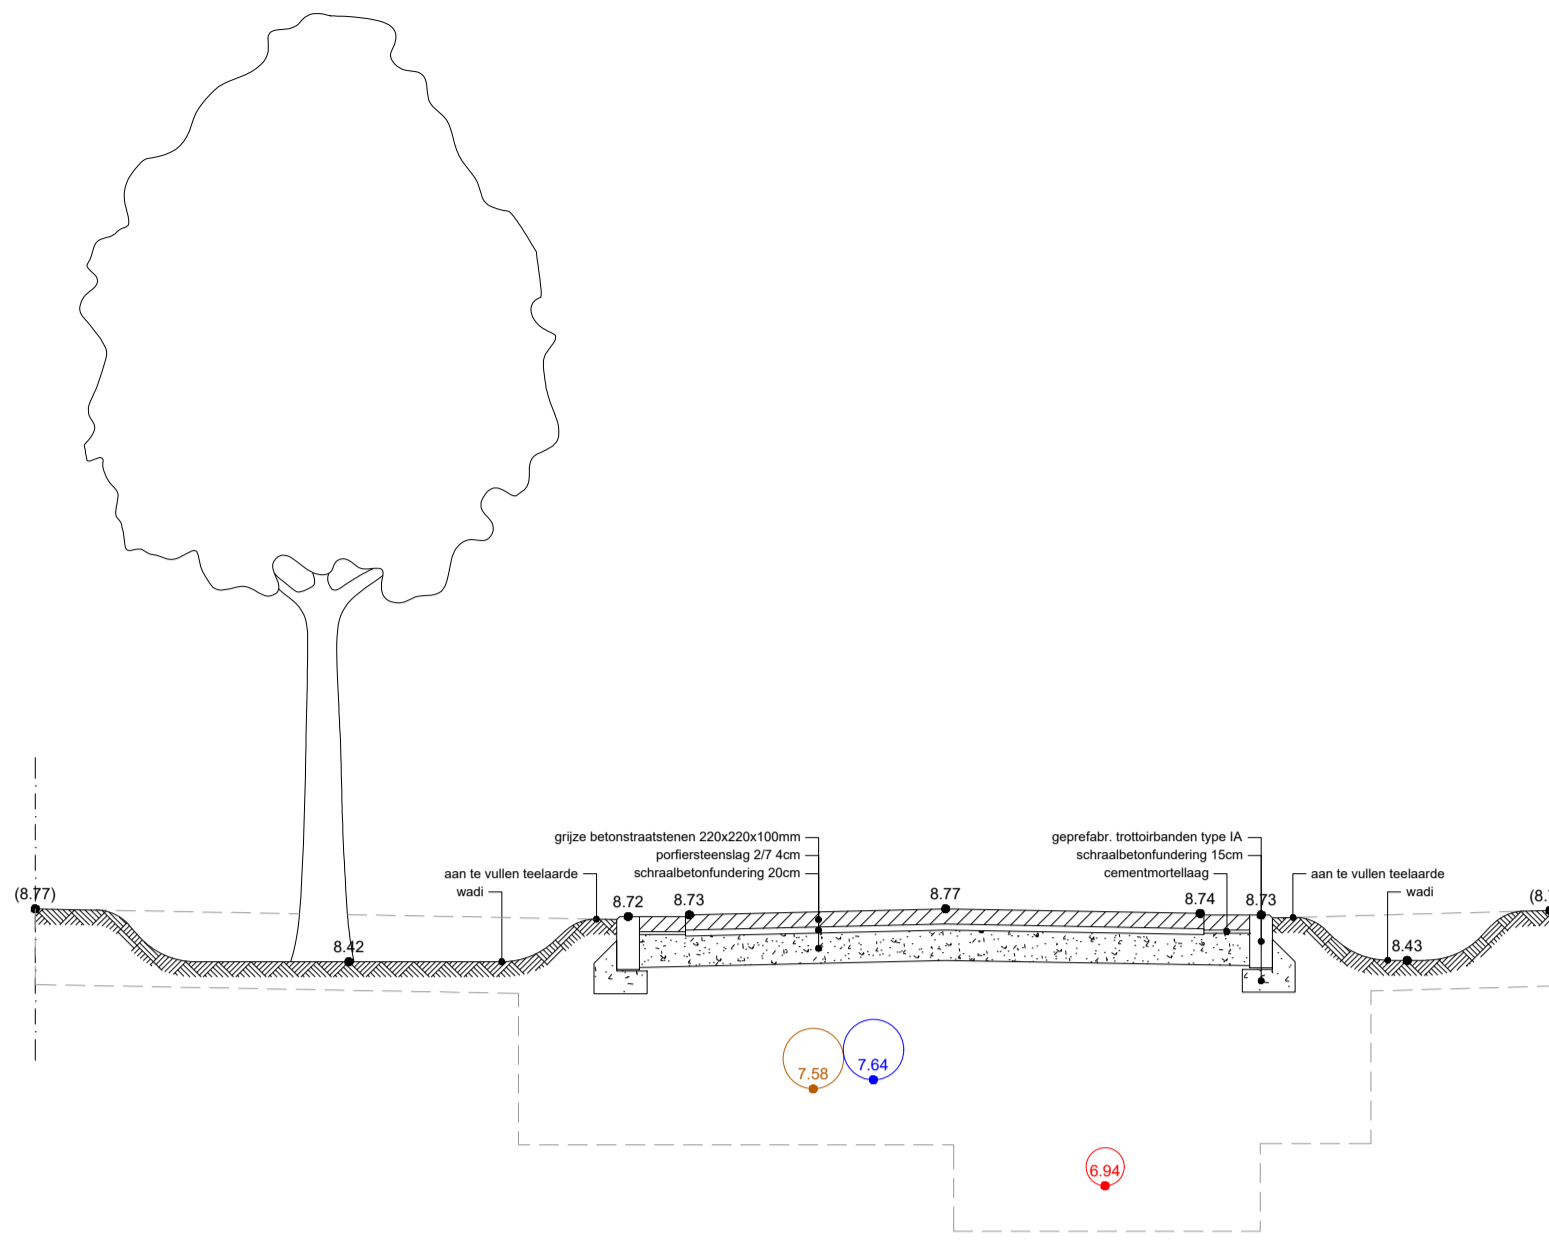 grijze betonstraatstenen 220x220x100mm
porfiersteenslag 2/7 4cm
schraalbetonfundering 20cm
geprefabr. trottoirbanden type IA
schraalbetonfundering 15cm
cementmortellaag
aan te vullen teelaarde
wadi
aan te vullen teelaarde
wadi
(8.77)
8.42
8.72
8.73
8.77
8.74
8.73
8.43
7.58
7.64
6.94